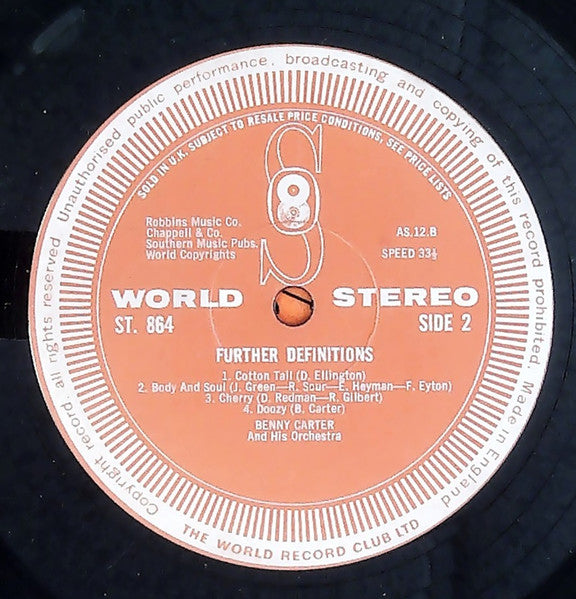 Copyright record. all rights reserved Unauthorised public performance, broadcasting and copying of this record prohibited. Made in England
SOLD IN U.K. SUBJECT TO RESALE PRICE CONDITIONS, SEE PRICE LISTS
S
Robbins Music Co.
Chappell & Co.
Southern Music Pubs.
World Copyrights
AS.12.B
SPEED 33⅓
WORLD STEREO
ST. 864 SIDE 2
FURTHER DEFINITIONS
1. Cotton Tail (D. Ellington)
2. Body And Soul (J. Green—R. Sour—E. Heyman—F. Eyton)
3. Cherry (D. Redman—R. Gilbert)
4. Doozy (B. Carter)
BENNY CARTER
And His Orchestra
THE WORLD RECORD CLUB LTD